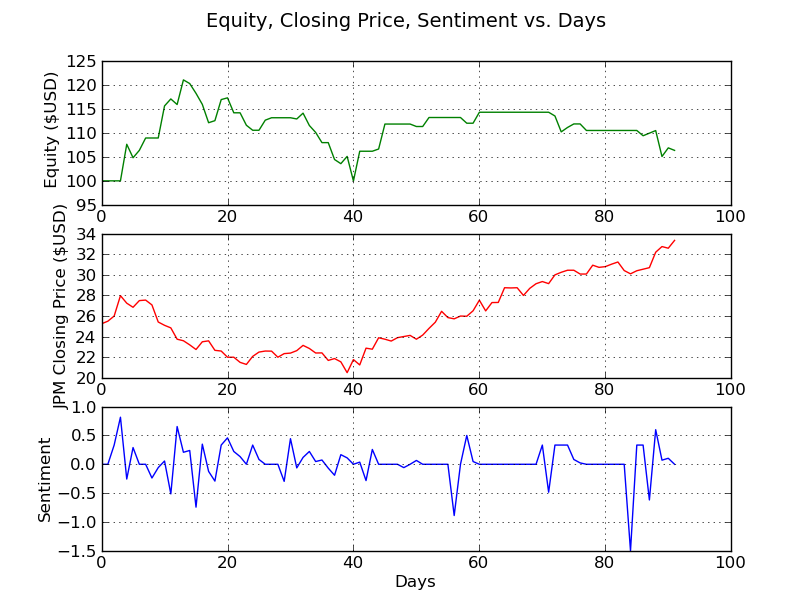 Equity, Closing Price, Sentiment vs. Days
Equity ($USD)
125
120
115
110
105
100
95
0 20 40 60 80 100
JPM Closing Price ($USD)
34
32
30
28
26
24
22
20
0 20 40 60 80 100
Sentiment
1.0
0.5
0.0
−0.5
−1.0
−1.5
0 20 40 60 80 100
Days